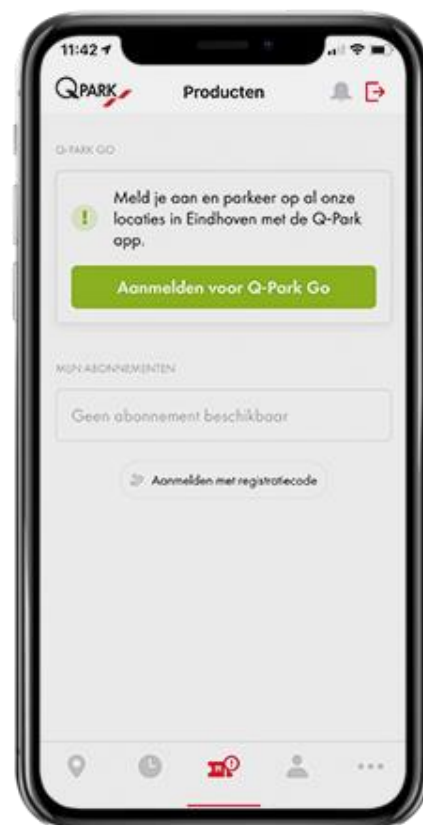 11:42
QPARK
Producten
Q-PARK GO
Meld je aan en parkeer op al onze
locaties in Eindhoven met de Q-Park
app.
Aanmelden voor Q-Park Go
MIJN ABONNEMENTEN
Geen abonnement beschikbaar
Aanmelden met registratiecode